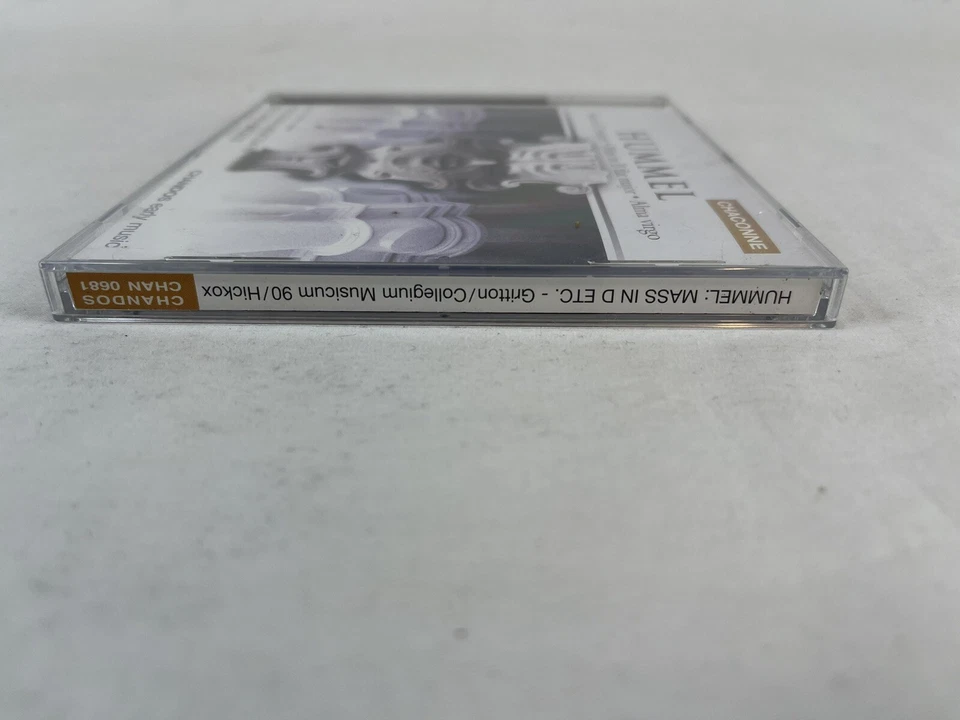 HUMMEL
Alma virgo
CHACONNE
CHANDOS early music
HUMMEL: MASS IN D ETC. - Gritton/Collegium Musicum 90/Hickox
CHANDOS
CHAN 0681